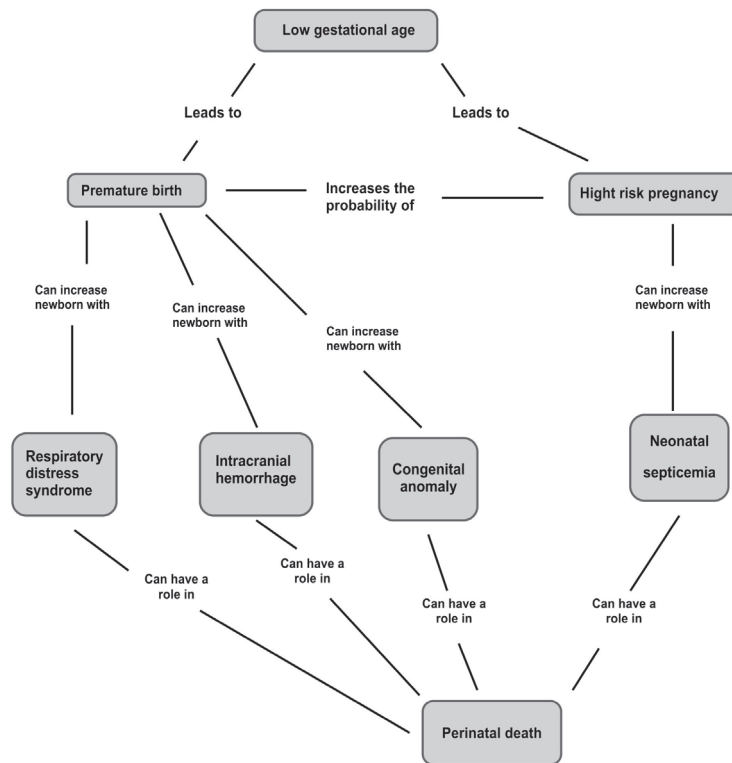 Low gestational age
Leads to
Leads to
Premature birth
Increases the
probability of
Hight risk pregnancy
Can increase
newborn with
Can increase
newborn with
Can increase
newborn with
Can increase
newborn with
Respiratory
distress
syndrome
Intracranial
hemorrhage
Congenital
anomaly
Neonatal
septicemia
Can have a
role in
Can have a
role in
Can have a
role in
Can have a
role in
Perinatal death